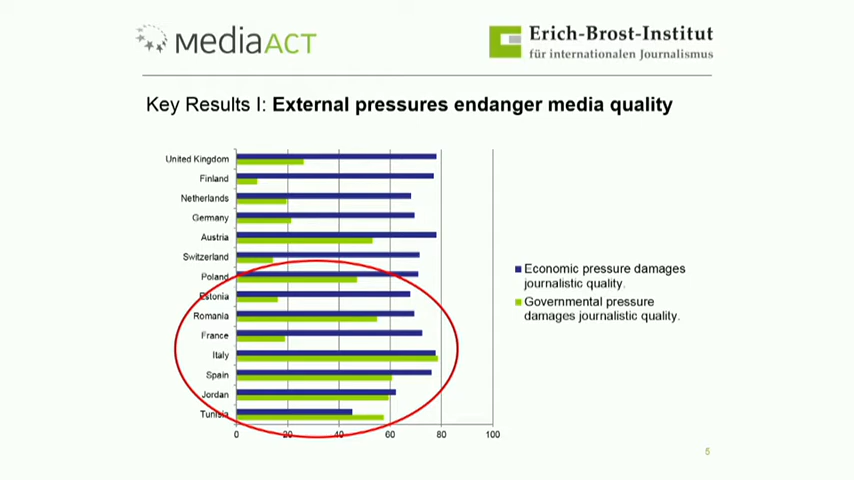 mediaACT
Erich-Brost-Institut
für internationalen Journalismus
Key Results I: External pressures endanger media quality
United Kingdom
Finland
Netherlands
Germany
Austria
Switzerland
Poland
Estonia
Romania
France
Italy
Spain
Jordan
Tunisia
0 20 40 60 80 100
Economic pressure damages
journalistic quality.
Governmental pressure
damages journalistic quality.
5